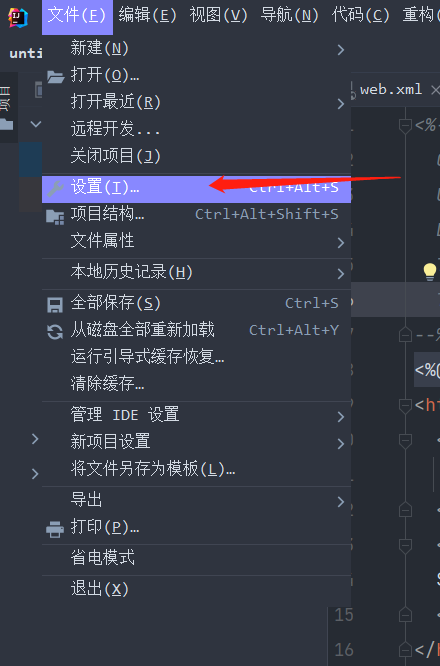 文件(F) 编辑(E) 视图(V) 导航(N) 代码(C) 重构
unti
项目
web.xml
新建(N)
打开(O)…
打开最近(R)
远程开发...
关闭项目(J)
设置(T)… Ctrl+Alt+S
项目结构… Ctrl+Alt+Shift+S
文件属性
本地历史记录(H)
全部保存(S) Ctrl+S
从磁盘全部重新加载 Ctrl+Alt+Y
运行引导式缓存恢复…
清除缓存…
管理 IDE 设置
新项目设置
将文件另存为模板(L)…
导出
打印(P)…
省电模式
退出(X)
<%
--%
<%@
<ht
15
16 </h